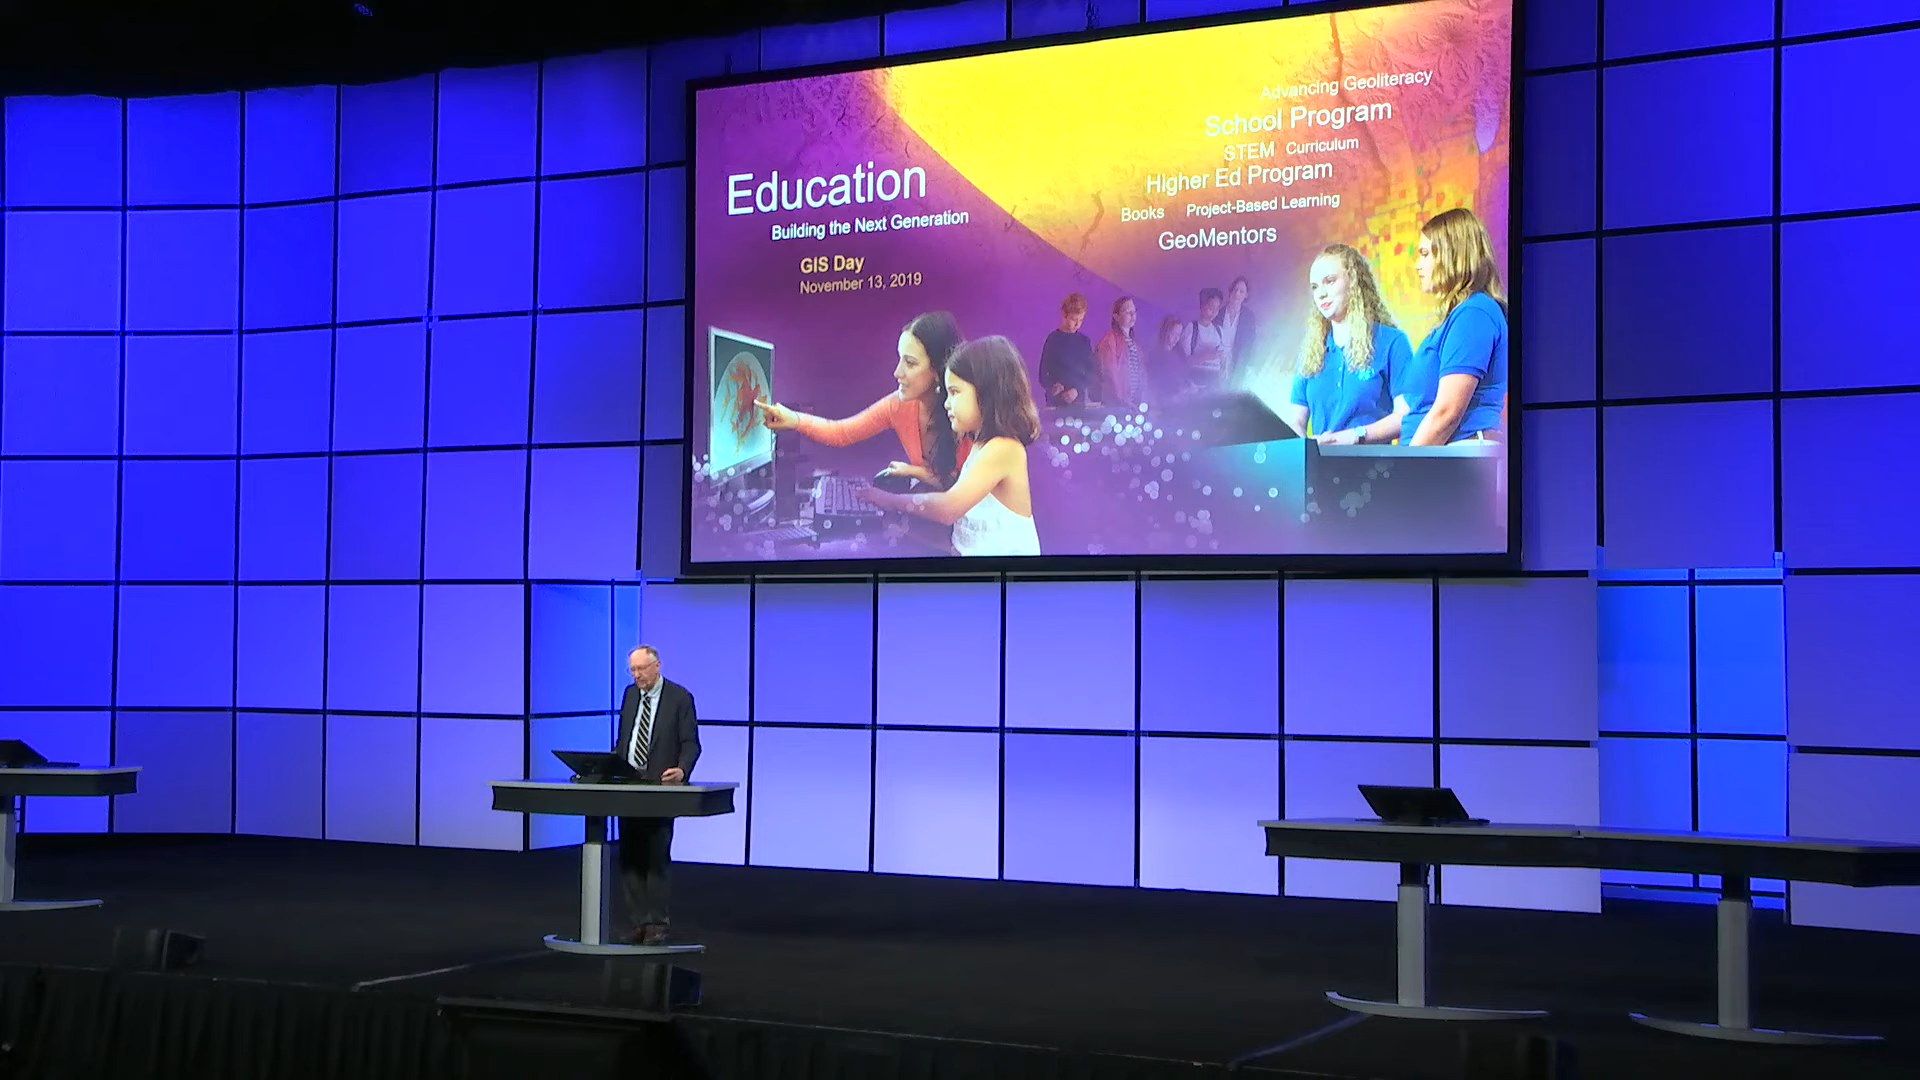 Education
Building the Next Generation
GIS Day
November 13, 2019
Advancing Geoliteracy
School Program
STEM Curriculum
Higher Ed Program
Books Project-Based Learning
GeoMentors